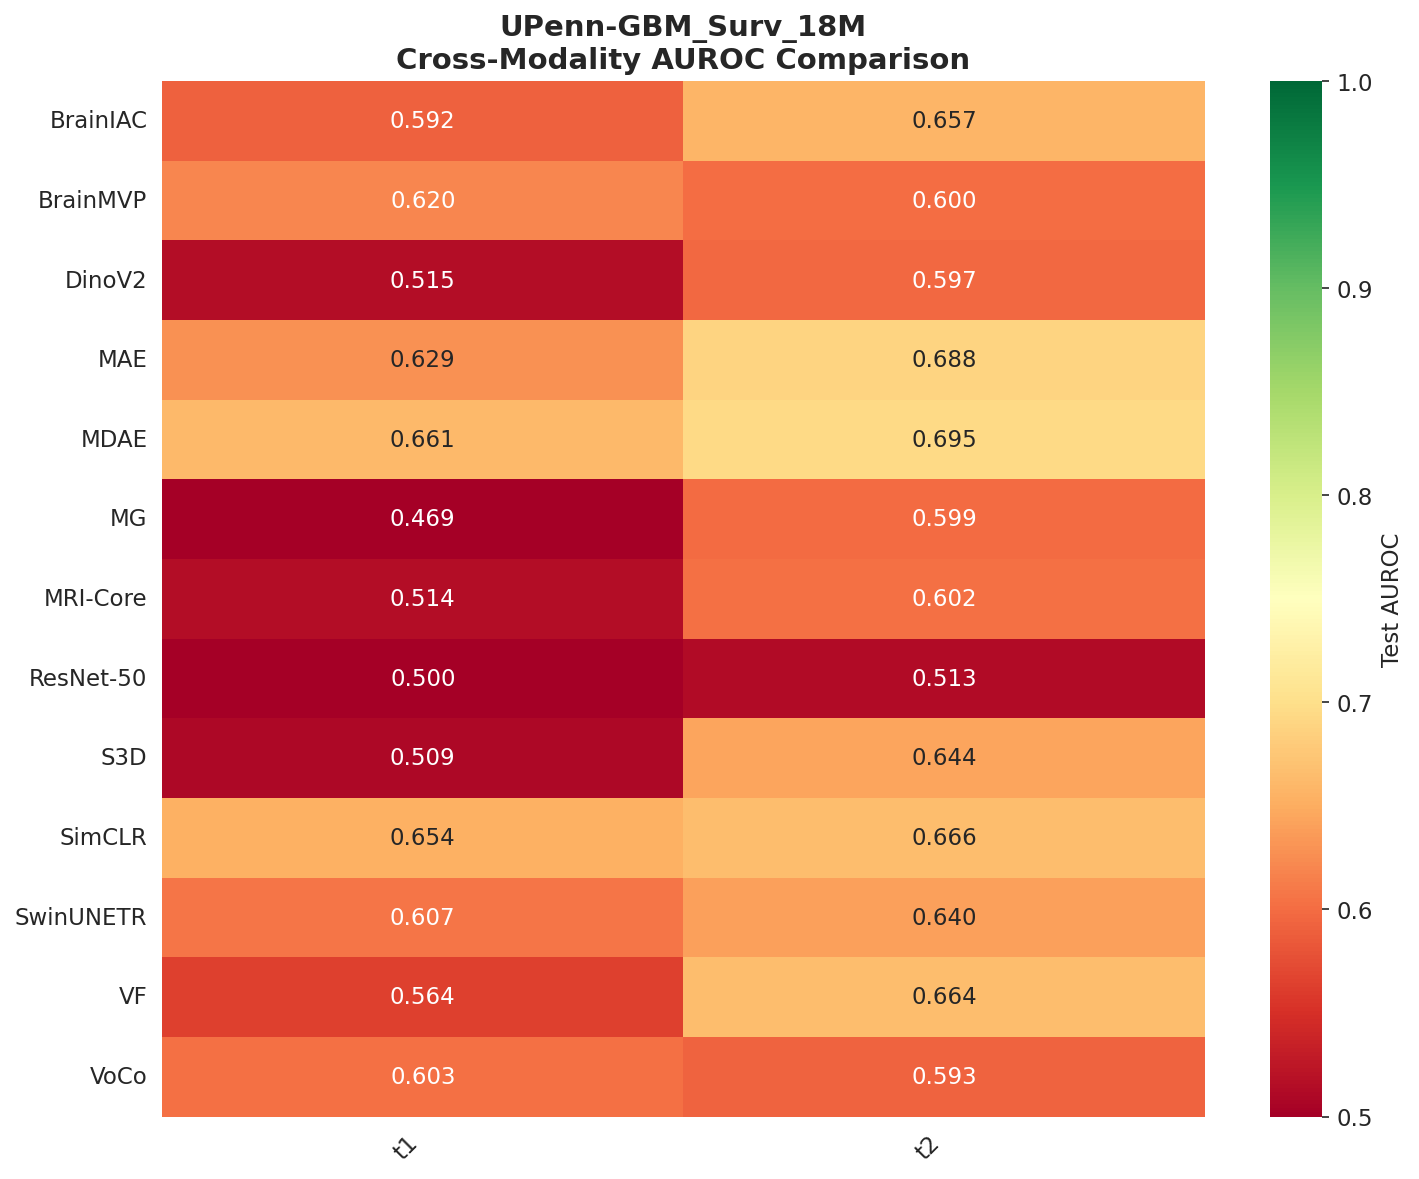 UPenn-GBM_Surv_18M
Cross-Modality AUROC Comparison
BrainIAC 0.592 0.657
BrainMVP 0.620 0.600
DinoV2 0.515 0.597
MAE 0.629 0.688
MDAE 0.661 0.695
MG 0.469 0.599
MRI-Core 0.514 0.602
ResNet-50 0.500 0.513
S3D 0.509 0.644
SimCLR 0.654 0.666
SwinUNETR 0.607 0.640
VF 0.564 0.664
VoCo 0.603 0.593
t1 t2
1.0
0.9
0.8
0.7
0.6
0.5
Test AUROC